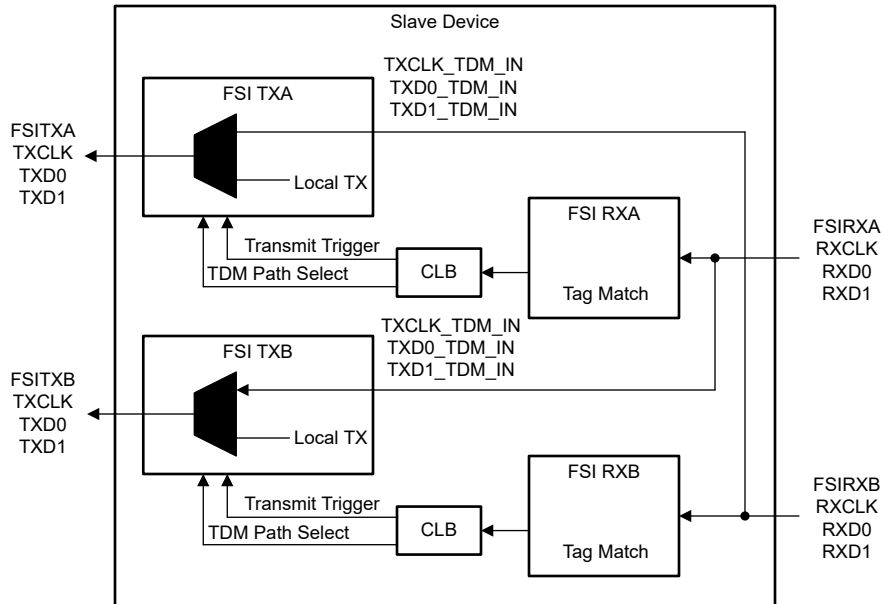 Slave Device
TXCLK_TDM_IN
TXD0_TDM_IN
TXD1_TDM_IN
FSI TXA
FSITXA
TXCLK
TXD0
TXD1
Local TX
FSI RXA
Tag Match
FSIRXA
RXCLK
RXD0
RXD1
Transmit Trigger
TDM Path Select
CLB
TXCLK_TDM_IN
TXD0_TDM_IN
TXD1_TDM_IN
FSI TXB
FSITXB
TXCLK
TXD0
TXD1
Local TX
FSI RXB
Tag Match
FSIRXB
RXCLK
RXD0
RXD1
Transmit Trigger
TDM Path Select
CLB